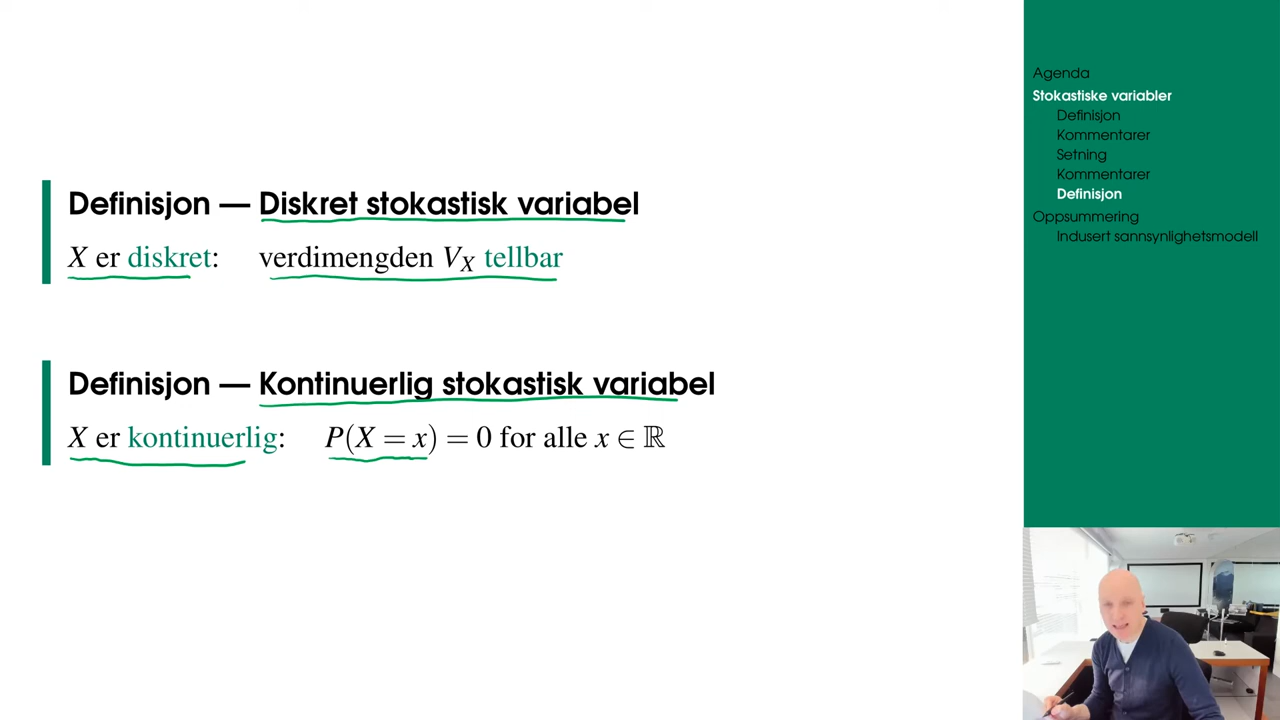 Definisjon — Diskret stokastisk variabel
X er diskret: verdimengden V_X tellbar
Definisjon — Kontinuerlig stokastisk variabel
X er kontinuerlig: P(X = x) = 0 for alle x ∈ ℝ
Agenda
Stokastiske variabler
Definisjon
Kommentarer
Setning
Kommentarer
Definisjon
Oppsummering
Indusert sannsynlighetsmodell